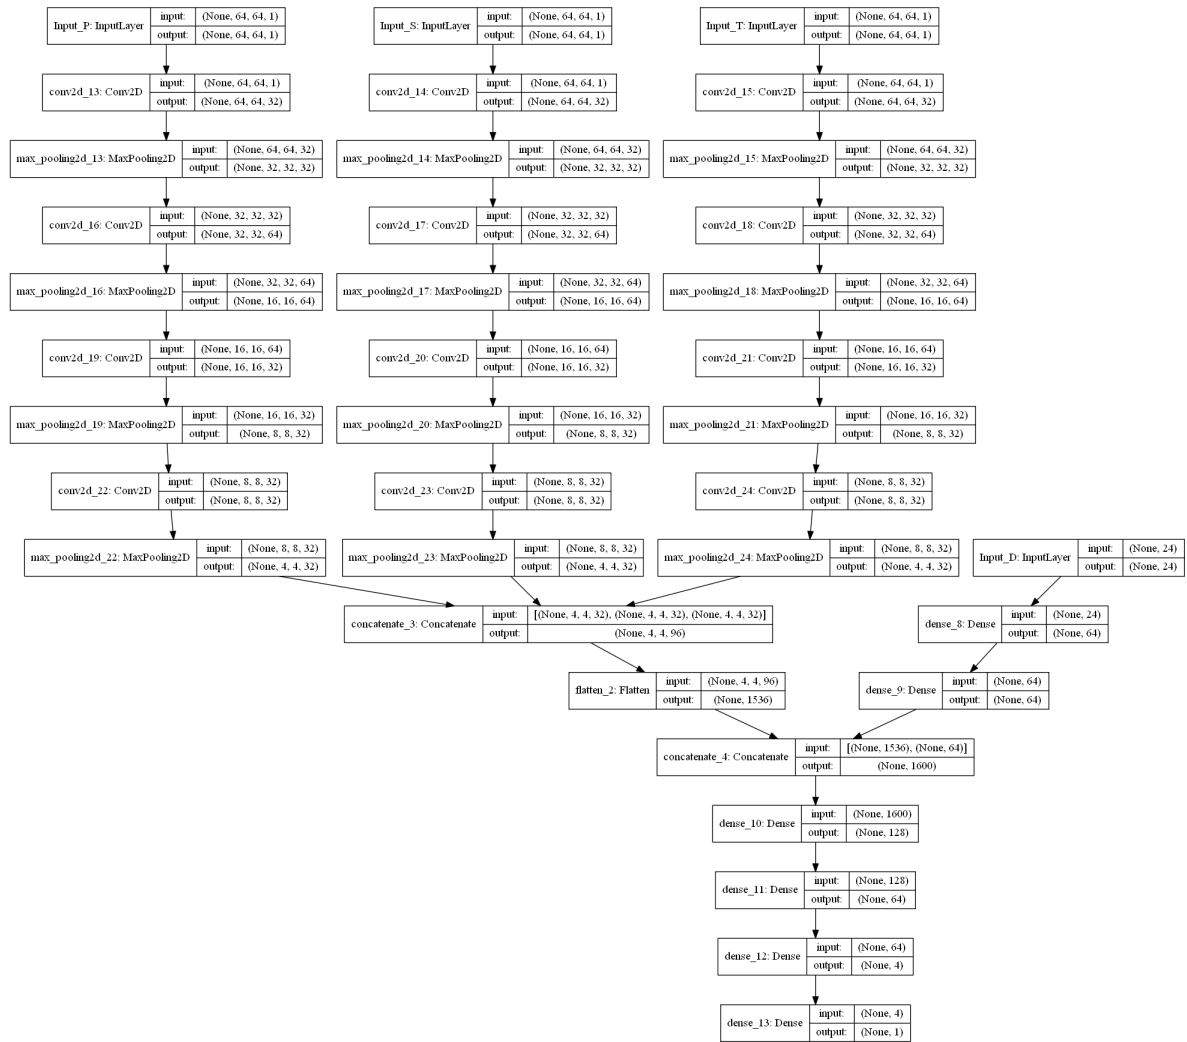 Input_P: InputLayer input: (None, 64, 64, 1) output: (None, 64, 64, 1)
Input_S: InputLayer input: (None, 64, 64, 1) output: (None, 64, 64, 1)
Input_T: InputLayer input: (None, 64, 64, 1) output: (None, 64, 64, 1)
conv2d_13: Conv2D input: (None, 64, 64, 1) output: (None, 64, 64, 32)
conv2d_14: Conv2D input: (None, 64, 64, 1) output: (None, 64, 64, 32)
conv2d_15: Conv2D input: (None, 64, 64, 1) output: (None, 64, 64, 32)
max_pooling2d_13: MaxPooling2D input: (None, 64, 64, 32) output: (None, 32, 32, 32)
max_pooling2d_14: MaxPooling2D input: (None, 64, 64, 32) output: (None, 32, 32, 32)
max_pooling2d_15: MaxPooling2D input: (None, 64, 64, 32) output: (None, 32, 32, 32)
conv2d_16: Conv2D input: (None, 32, 32, 32) output: (None, 32, 32, 64)
conv2d_17: Conv2D input: (None, 32, 32, 32) output: (None, 32, 32, 64)
conv2d_18: Conv2D input: (None, 32, 32, 32) output: (None, 32, 32, 64)
max_pooling2d_16: MaxPooling2D input: (None, 32, 32, 64) output: (None, 16, 16, 64)
max_pooling2d_17: MaxPooling2D input: (None, 32, 32, 64) output: (None, 16, 16, 64)
max_pooling2d_18: MaxPooling2D input: (None, 32, 32, 64) output: (None, 16, 16, 64)
conv2d_19: Conv2D input: (None, 16, 16, 64) output: (None, 16, 16, 32)
conv2d_20: Conv2D input: (None, 16, 16, 64) output: (None, 16, 16, 32)
conv2d_21: Conv2D input: (None, 16, 16, 64) output: (None, 16, 16, 32)
max_pooling2d_19: MaxPooling2D input: (None, 16, 16, 32) output: (None, 8, 8, 32)
max_pooling2d_20: MaxPooling2D input: (None, 16, 16, 32) output: (None, 8, 8, 32)
max_pooling2d_21: MaxPooling2D input: (None, 16, 16, 32) output: (None, 8, 8, 32)
conv2d_22: Conv2D input: (None, 8, 8, 32) output: (None, 8, 8, 32)
conv2d_23: Conv2D input: (None, 8, 8, 32) output: (None, 8, 8, 32)
conv2d_24: Conv2D input: (None, 8, 8, 32) output: (None, 8, 8, 32)
max_pooling2d_22: MaxPooling2D input: (None, 8, 8, 32) output: (None, 4, 4, 32)
max_pooling2d_23: MaxPooling2D input: (None, 8, 8, 32) output: (None, 4, 4, 32)
max_pooling2d_24: MaxPooling2D input: (None, 8, 8, 32) output: (None, 4, 4, 32)
Input_D: InputLayer input: (None, 24) output: (None, 24)
concatenate_3: Concatenate input: [(None, 4, 4, 32), (None, 4, 4, 32), (None, 4, 4, 32)] output: (None, 4, 4, 96)
dense_8: Dense input: (None, 24) output: (None, 64)
flatten_2: Flatten input: (None, 4, 4, 96) output: (None, 1536)
dense_9: Dense input: (None, 64) output: (None, 64)
concatenate_4: Concatenate input: [(None, 1536), (None, 64)] output: (None, 1600)
dense_10: Dense input: (None, 1600) output: (None, 128)
dense_11: Dense input: (None, 128) output: (None, 64)
dense_12: Dense input: (None, 64) output: (None, 4)
dense_13: Dense input: (None, 4) output: (None, 1)